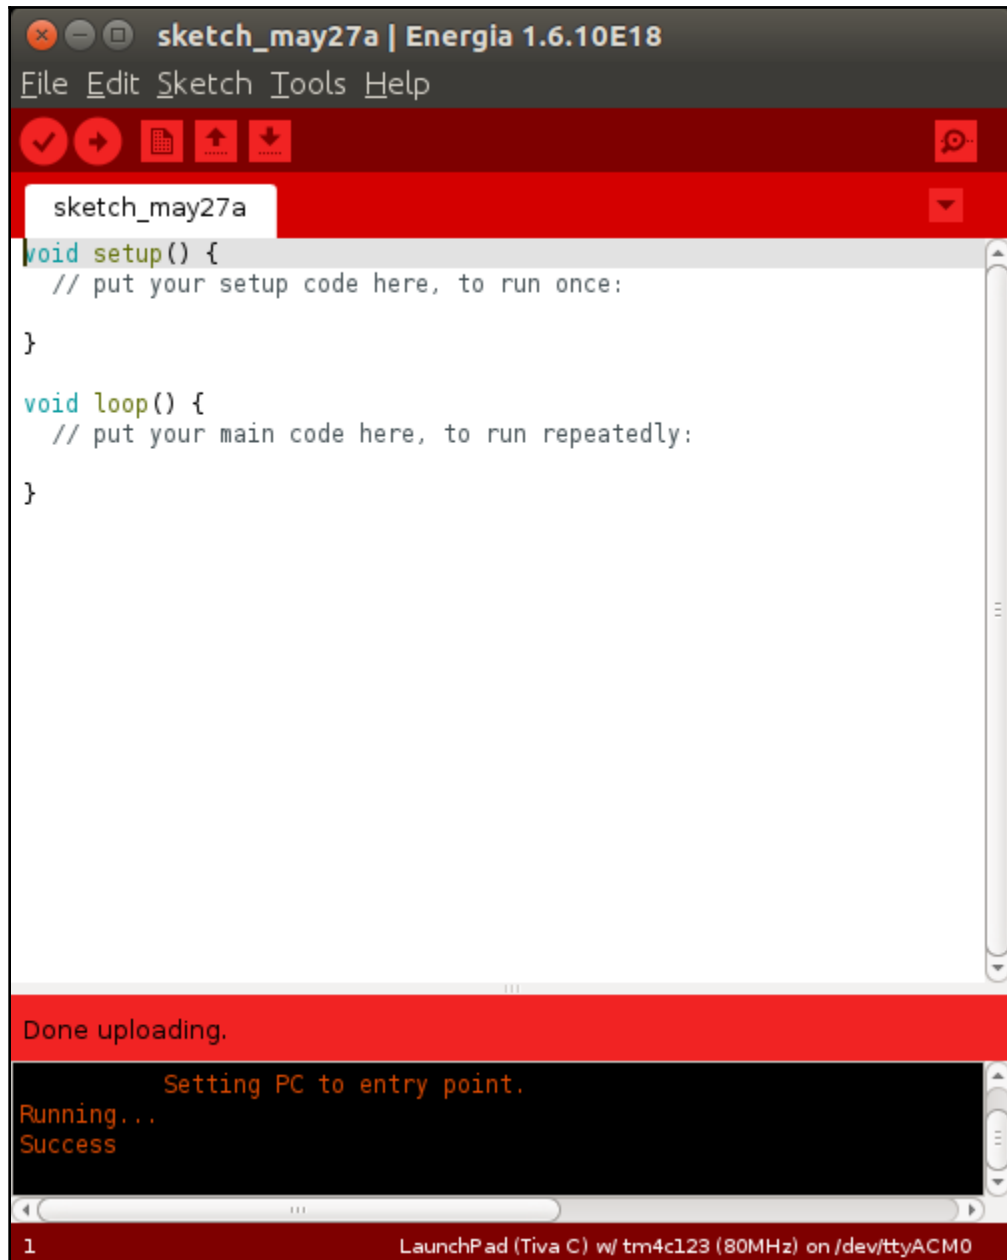 sketch_may27a | Energia 1.6.10E18
File Edit Sketch Tools Help
sketch_may27a
void setup() {
  // put your setup code here, to run once:
}
void loop() {
  // put your main code here, to run repeatedly:
}
Done uploading.
Setting PC to entry point.
Running...
Success
1 LaunchPad (Tiva C) w/ tm4c123 (80MHz) on /dev/ttyACM0